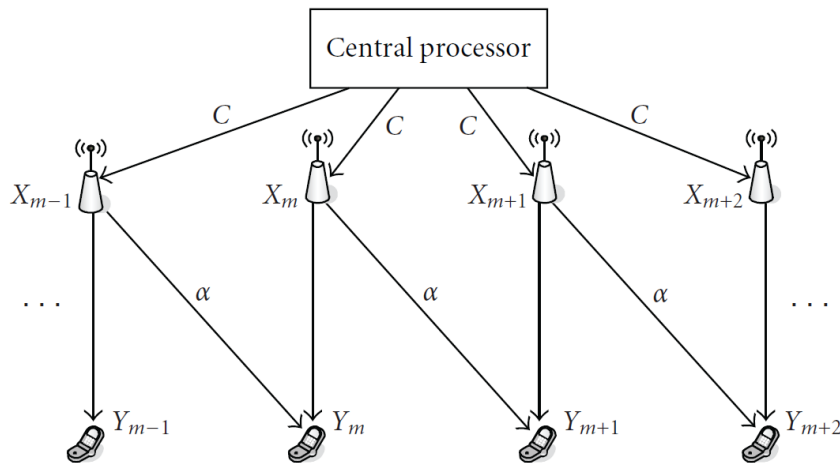 Central processor
C C C C
X_{m−1} X_m X_{m+1} X_{m+2}
α α α
. . . . . .
Y_{m−1} Y_m Y_{m+1} Y_{m+2}